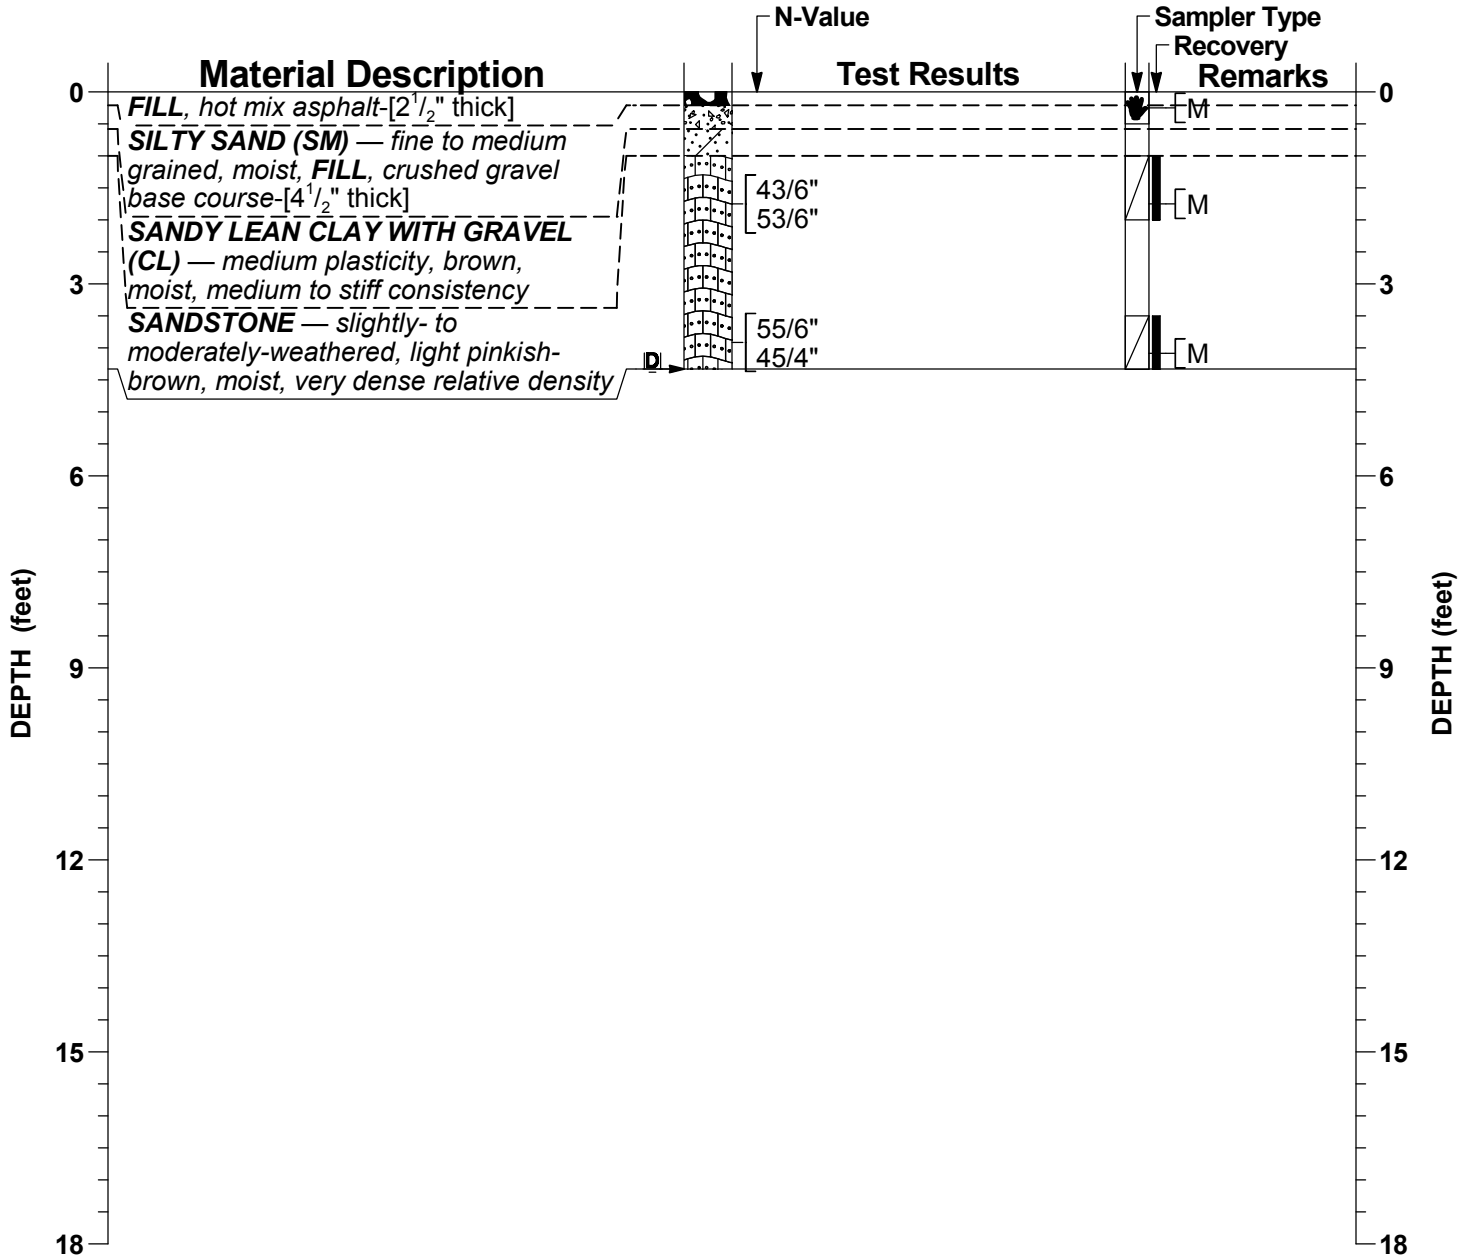 N-Value
Sampler Type
Recovery
Material Description
Test Results
Remarks
0
0
FILL, hot mix asphalt-[2 1/2" thick]
M
SILTY SAND (SM) — fine to medium
grained, moist, FILL, crushed gravel
base course-[4 1/2" thick]
43/6"
53/6"
M
SANDY LEAN CLAY WITH GRAVEL
(CL) — medium plasticity, brown,
moist, medium to stiff consistency
3
3
SANDSTONE — slightly- to
moderately-weathered, light pinkish-
brown, moist, very dense relative density
55/6"
45/4"
M
D
6
6
DEPTH (feet)
DEPTH (feet)
9
9
12
12
15
15
18
18